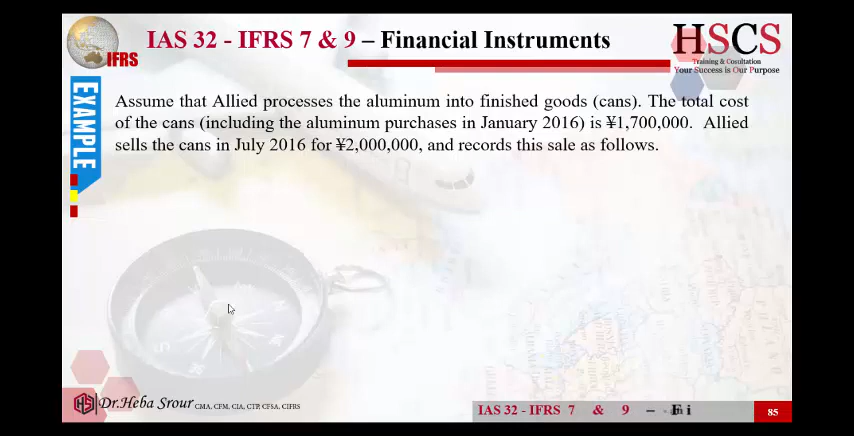 IAS 32 - IFRS 7 & 9 – Financial Instruments
IFRS
HSCS
Training & Cosultation
Your Success is Our Purpose
EXAMPLE
Assume that Allied processes the aluminum into finished goods (cans). The total cost
of the cans (including the aluminum purchases in January 2016) is ¥1,700,000. Allied
sells the cans in July 2016 for ¥2,000,000, and records this sale as follows.
Dr.Heba Srour CMA, CFM, CIA, CTP, CFSA, CIFRS
IAS 32 - IFRS 7 & 9 –
85